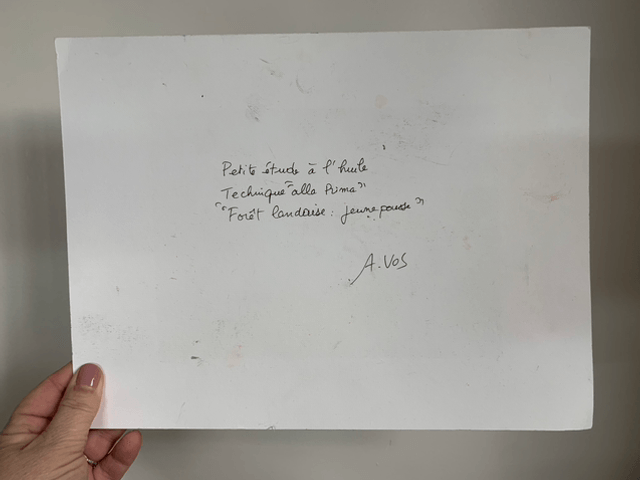 Petite étude à l'huile
Technique "alla Prima"
"Forêt landaise : jeune pousse"
A. Vos